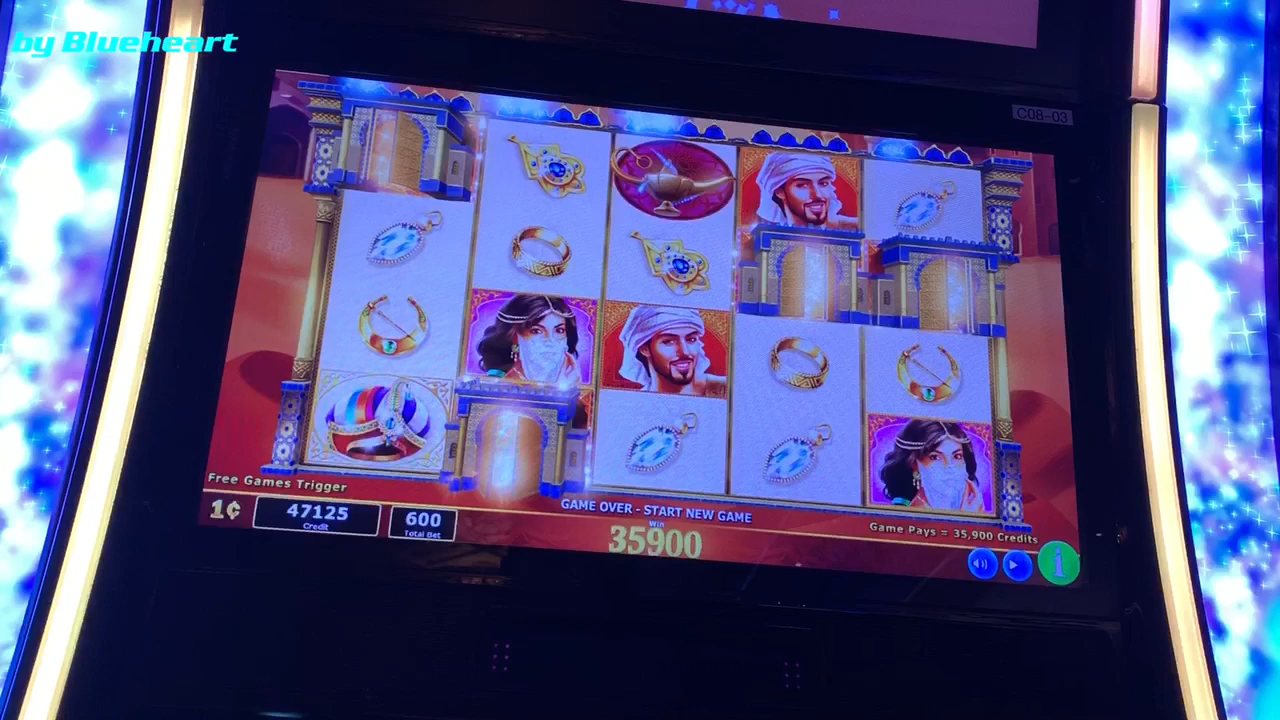 by Blueheart
C08-03
Free Games Trigger
1¢
47125
Credit
600
Total Bet
GAME OVER - START NEW GAME
Win
35900
Game Pays = 35,900 Credits
i